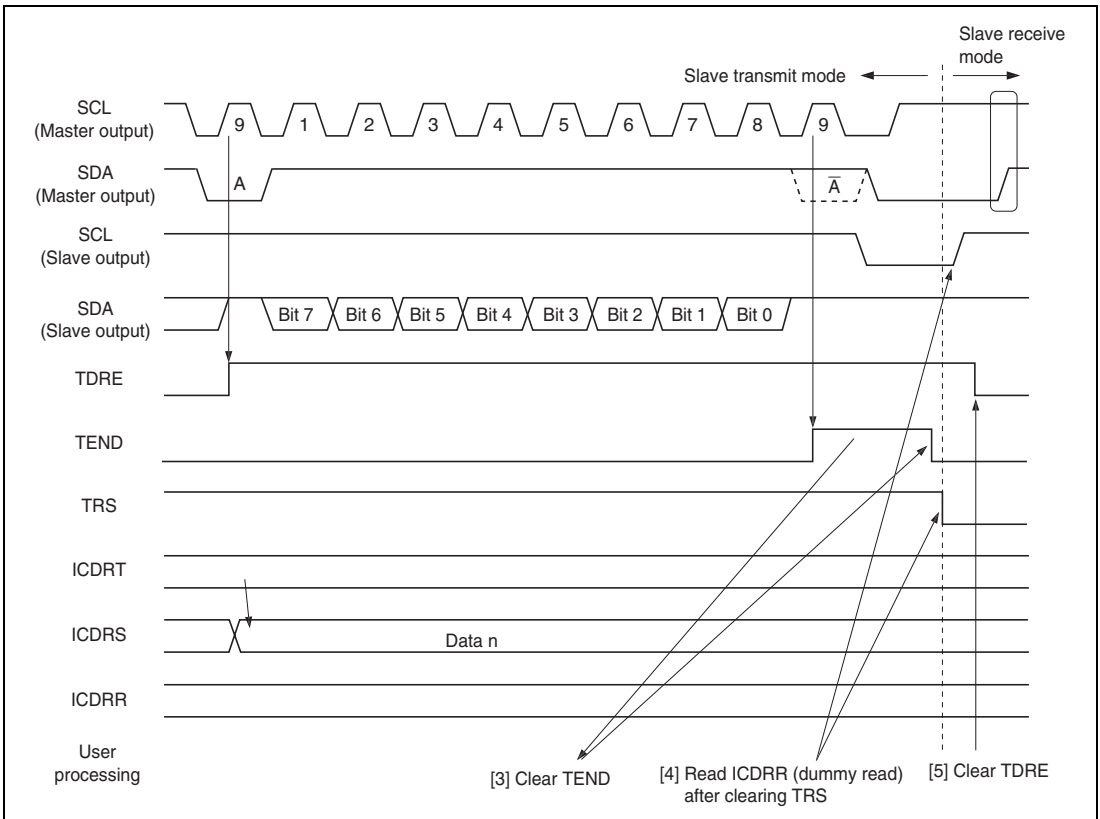 Slave receive
mode
Slave transmit mode
SCL
(Master output)
9 1 2 3 4 5 6 7 8 9
SDA
(Master output)
A A̅
SCL
(Slave output)
SDA
(Slave output)
Bit 7 Bit 6 Bit 5 Bit 4 Bit 3 Bit 2 Bit 1 Bit 0
TDRE
TEND
TRS
ICDRT
ICDRS
Data n
ICDRR
User
processing
[3] Clear TEND
[4] Read ICDRR (dummy read)
after clearing TRS
[5] Clear TDRE